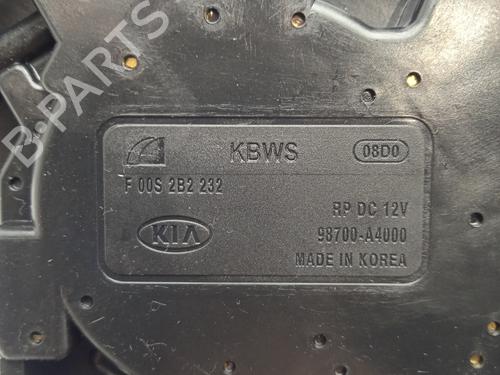 B-PARTS
KBWS
08D0
F 00S 2B2 232
RP DC 12V
KIA
98700-A4000
MADE IN KOREA